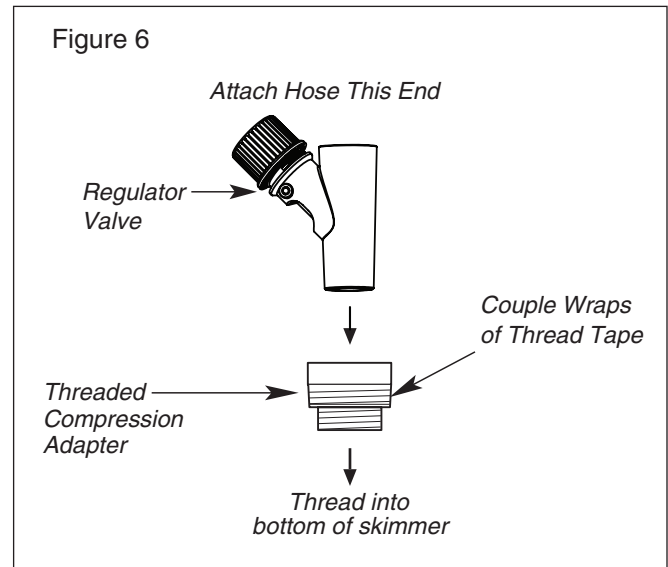 Figure 6
Attach Hose This End
Regulator
Valve
Couple Wraps
of Thread Tape
Threaded
Compression
Adapter
Thread into
bottom of skimmer